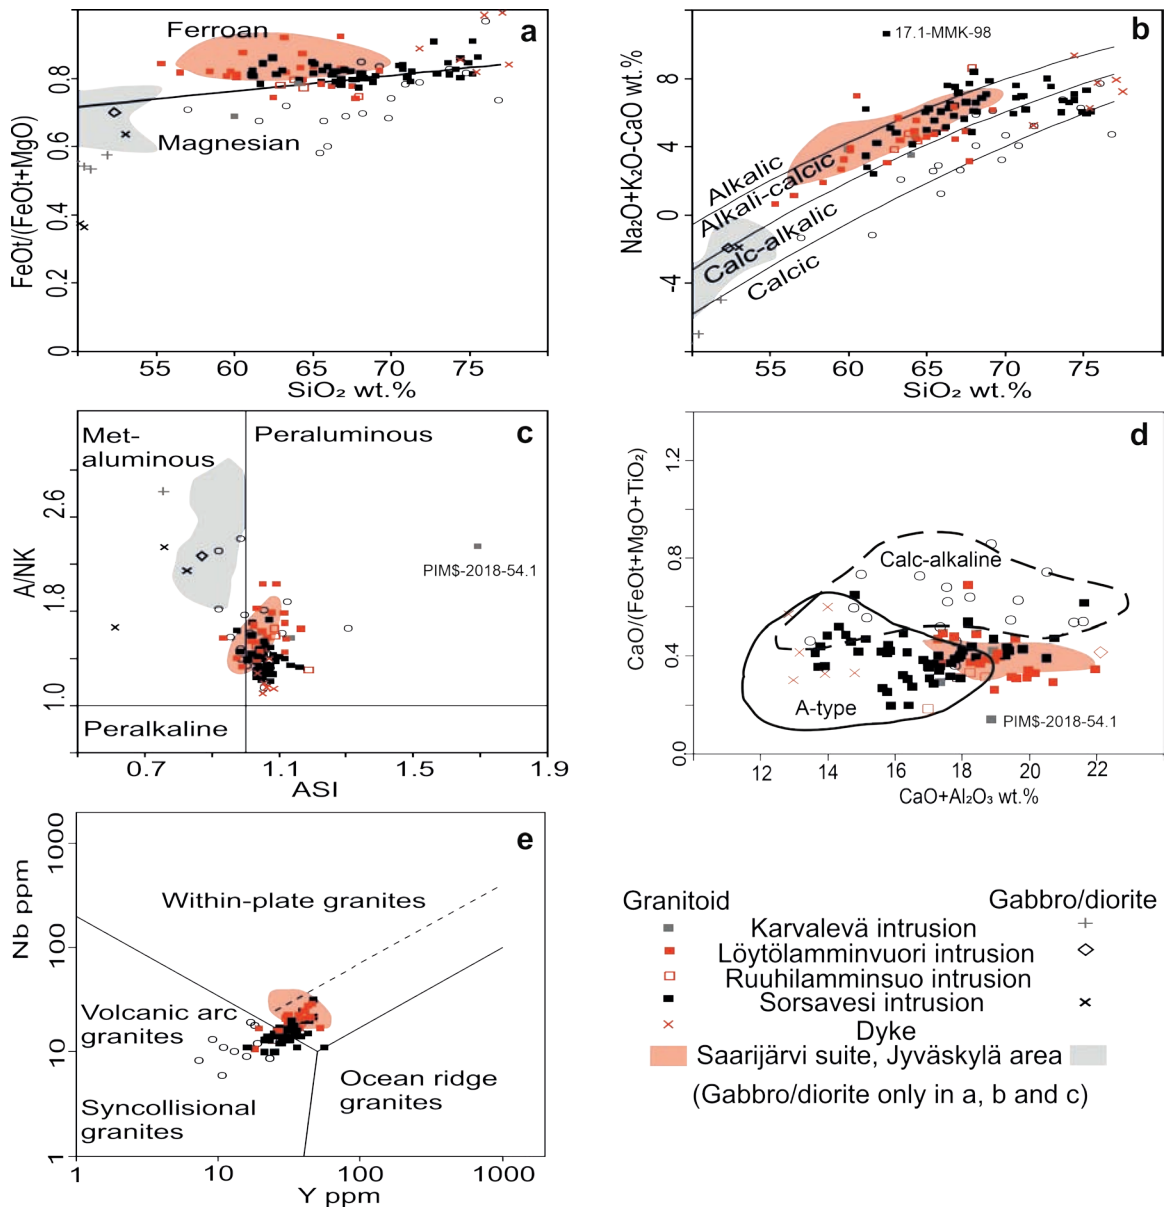 a
Ferroan
Magnesian
FeOt/(FeOt+MgO)
0 0.2 0.4 0.6 0.8
55 60 65 70 75
SiO₂ wt.%
b
17.1-MMK-98
Alkalic
Alkali-calcic
Calc-alkalic
Calcic
Na₂O+K₂O-CaO wt.%
-4 0 4 8
55 60 65 70 75
SiO₂ wt.%
c
Met-
aluminous
Peraluminous
PIM$-2018-54.1
Peralkaline
A/NK
1.0 1.8 2.6
0.7 1.1 1.5 1.9
ASI
d
Calc-alkaline
A-type
PIM$-2018-54.1
CaO/(FeOt+MgO+TiO₂)
0.0 0.4 0.8 1.2
12 14 16 18 20 22
CaO+Al₂O₃ wt.%
e
Within-plate granites
Volcanic arc
granites
Syncollisional
granites
Ocean ridge
granites
Nb ppm
1 10 100 1000
1 10 100 1000
Y ppm
Granitoid Gabbro/diorite
Karvalevä intrusion
Löytölamminvuori intrusion
Ruuhilamminsuo intrusion
Sorsavesi intrusion
Dyke
Saarijärvi suite, Jyväskylä area
(Gabbro/diorite only in a, b and c)